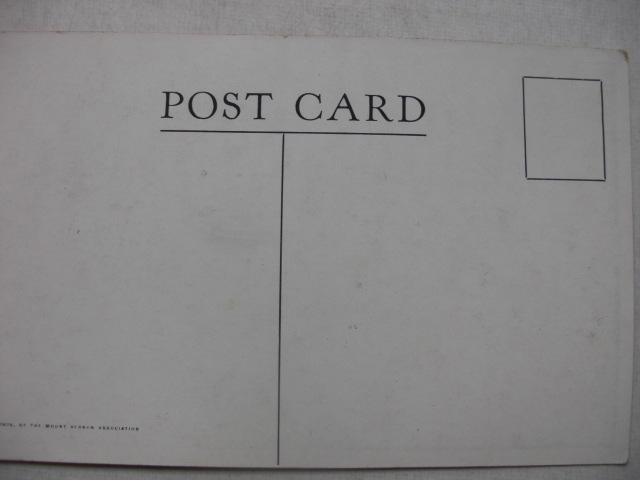 POST CARD
OF THE MOUNT VERNON ASSOCIATION